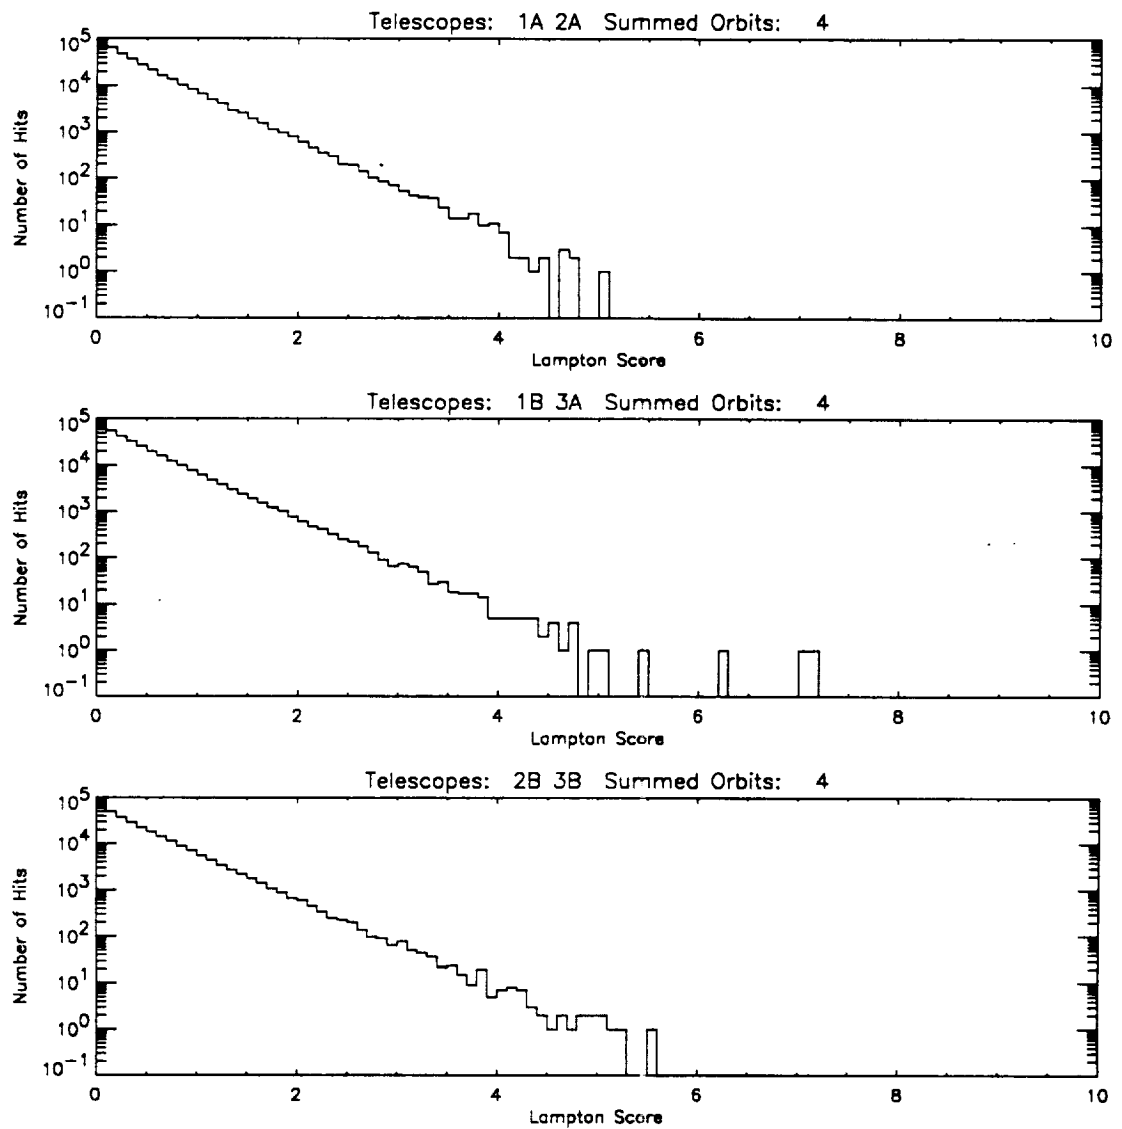 Telescopes: 1A 2A Summed Orbits: 4
10^5
10^4
10^3
10^2
10^1
10^0
10^-1
Number of Hits
0 2 4 6 8 10
Lampton Score
Telescopes: 1B 3A Summed Orbits: 4
10^5
10^4
10^3
10^2
10^1
10^0
10^-1
Number of Hits
0 2 4 6 8 10
Lampton Score
Telescopes: 2B 3B Summed Orbits: 4
10^5
10^4
10^3
10^2
10^1
10^0
10^-1
Number of Hits
0 2 4 6 8 10
Lampton Score